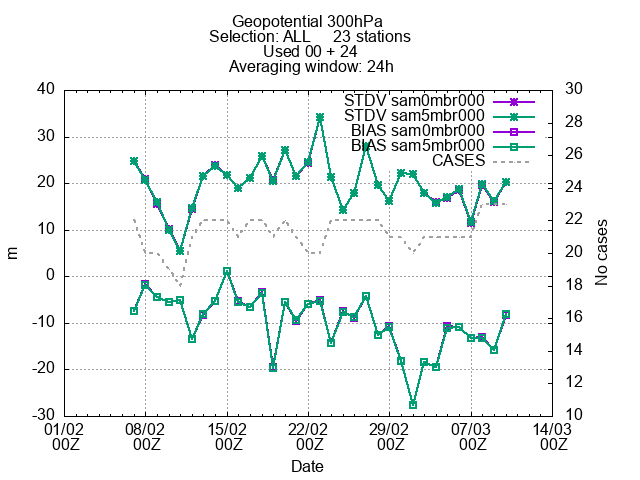 Geopotential 300hPa
Selection: ALL 23 stations
Used 00 + 24
Averaging window: 24h
STDV sam0mbr000
STDV sam5mbr000
BIAS sam0mbr000
BIAS sam5mbr000
CASES
40
30
20
10
0
-10
-20
-30
m
30
28
26
24
22
20
18
16
14
12
10
No cases
01/02 08/02 15/02 22/02 29/02 07/03 14/03
00Z 00Z 00Z 00Z 00Z 00Z 00Z
Date